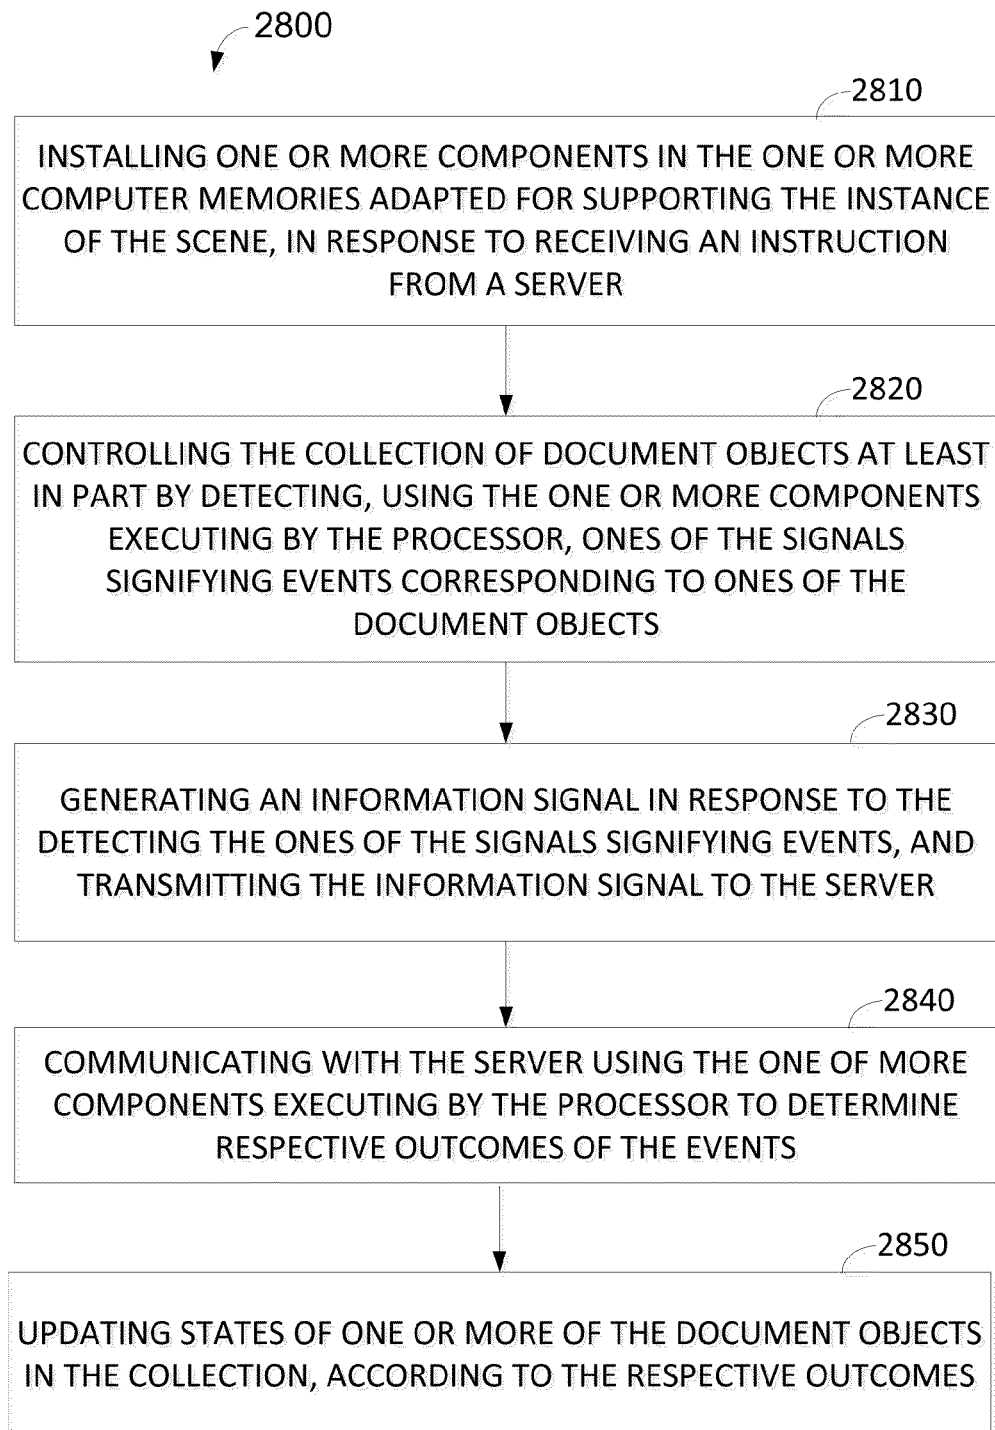 2800
2810
INSTALLING ONE OR MORE COMPONENTS IN THE ONE OR MORE
COMPUTER MEMORIES ADAPTED FOR SUPPORTING THE INSTANCE
OF THE SCENE, IN RESPONSE TO RECEIVING AN INSTRUCTION
FROM A SERVER
2820
CONTROLLING THE COLLECTION OF DOCUMENT OBJECTS AT LEAST
IN PART BY DETECTING, USING THE ONE OR MORE COMPONENTS
EXECUTING BY THE PROCESSOR, ONES OF THE SIGNALS
SIGNIFYING EVENTS CORRESPONDING TO ONES OF THE
DOCUMENT OBJECTS
2830
GENERATING AN INFORMATION SIGNAL IN RESPONSE TO THE
DETECTING THE ONES OF THE SIGNALS SIGNIFYING EVENTS, AND
TRANSMITTING THE INFORMATION SIGNAL TO THE SERVER
2840
COMMUNICATING WITH THE SERVER USING THE ONE OF MORE
COMPONENTS EXECUTING BY THE PROCESSOR TO DETERMINE
RESPECTIVE OUTCOMES OF THE EVENTS
2850
UPDATING STATES OF ONE OR MORE OF THE DOCUMENT OBJECTS
IN THE COLLECTION, ACCORDING TO THE RESPECTIVE OUTCOMES